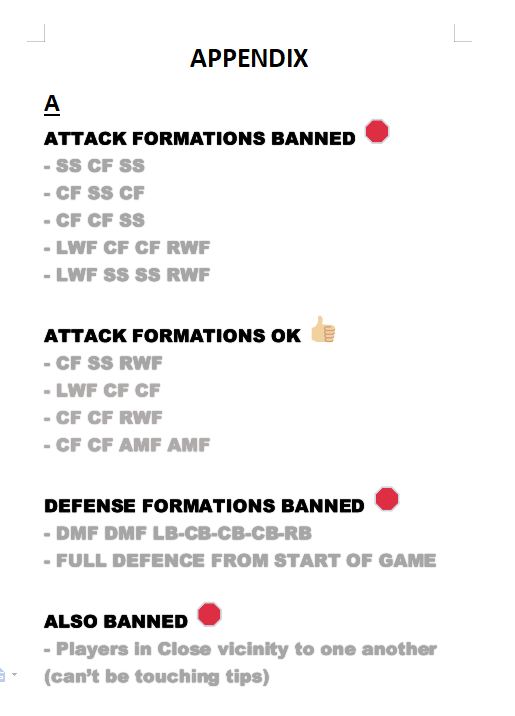 APPENDIX
A
ATTACK FORMATIONS BANNED
- SS CF SS
- CF SS CF
- CF CF SS
- LWF CF CF RWF
- LWF SS SS RWF
ATTACK FORMATIONS OK
- CF SS RWF
- LWF CF CF
- CF CF RWF
- CF CF AMF AMF
DEFENSE FORMATIONS BANNED
- DMF DMF LB-CB-CB-CB-RB
- FULL DEFENCE FROM START OF GAME
ALSO BANNED
- Players in Close vicinity to one another
(can’t be touching tips)